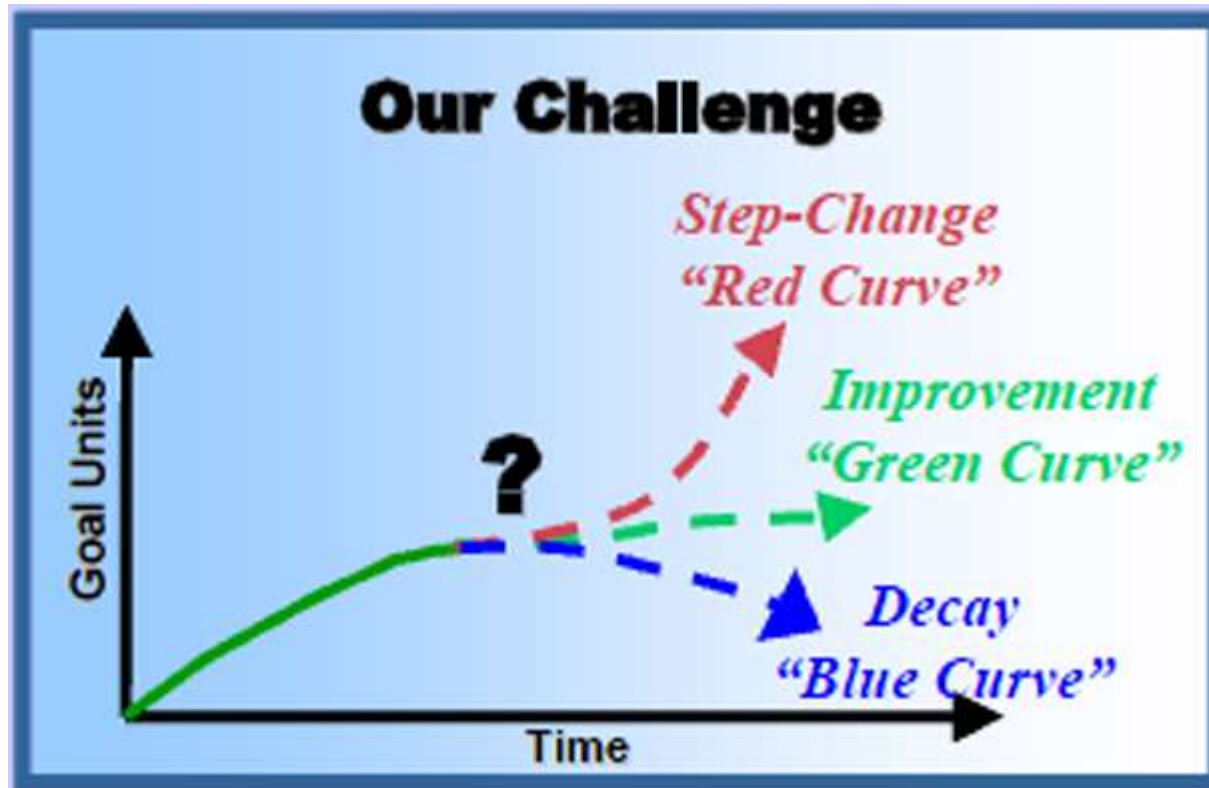 Our Challenge
Step-Change
“Red Curve”
Improvement
“Green Curve”
?
Goal Units
Decay
“Blue Curve”
Time